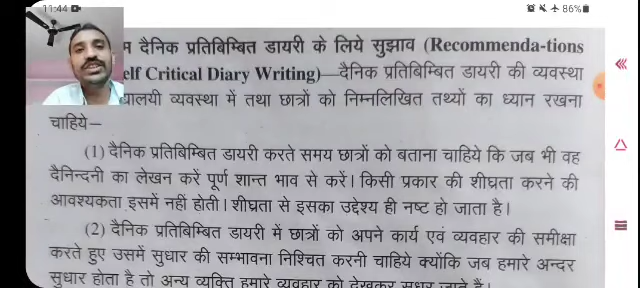 11:44
86%
म दैनिक प्रतिबिम्बित डायरी के लिये सुझाव (Recommenda-tions
elf Critical Diary Writing)—दैनिक प्रतिबिम्बित डायरी की व्यवस्था
यालयी व्यवस्था में तथा छात्रों को निम्नलिखित तथ्यों का ध्यान रखना
चाहिये—
(1) दैनिक प्रतिबिम्बित डायरी करते समय छात्रों को बताना चाहिये कि जब भी वह
दैनिन्दनी का लेखन करें पूर्ण शान्त भाव से करें। किसी प्रकार की शीघ्रता करने की
आवश्यकता इसमें नहीं होती। शीघ्रता से इसका उद्देश्य ही नष्ट हो जाता है।
(2) दैनिक प्रतिबिम्बित डायरी में छात्रों को अपने कार्य एवं व्यवहार की समीक्षा
करते हुए उसमें सुधार की सम्भावना निश्चित करनी चाहिये क्योंकि जब हमारे अन्दर
सुधार होता है तो अन्य व्यक्ति हमारे व्यवहार को देखकर सुधर जाते हैं।